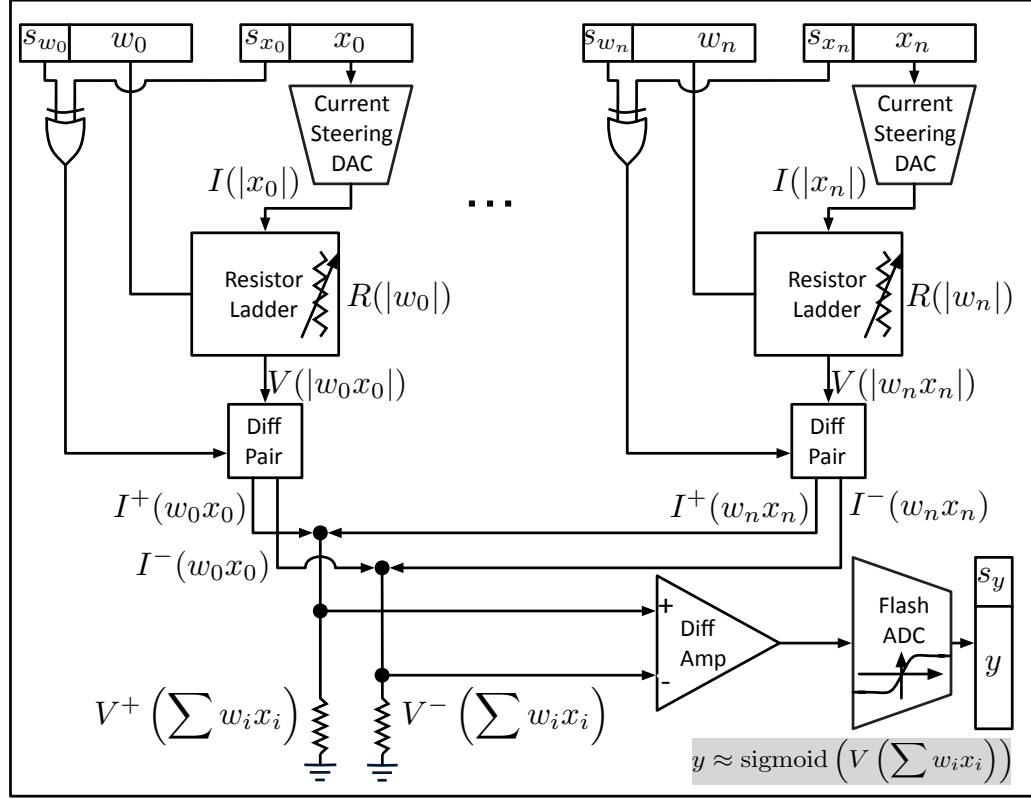 s_{w_0} w_0 s_{x_0} x_0 s_{w_n} w_n s_{x_n} x_n
Current
Steering
DAC
Current
Steering
DAC
I(|x_0|)
...
I(|x_n|)
Resistor
Ladder
R(|w_0|)
Resistor
Ladder
R(|w_n|)
V(|w_0x_0|)
V(|w_nx_n|)
Diff
Pair
Diff
Pair
I^+(w_0x_0)
I^+(w_nx_n)
I^-(w_nx_n)
I^-(w_0x_0)
+
-
Diff
Amp
Flash
ADC
s_y
y
V^+ (∑ w_ix_i)
V^- (∑ w_ix_i)
y ≈ sigmoid (V (∑ w_ix_i))